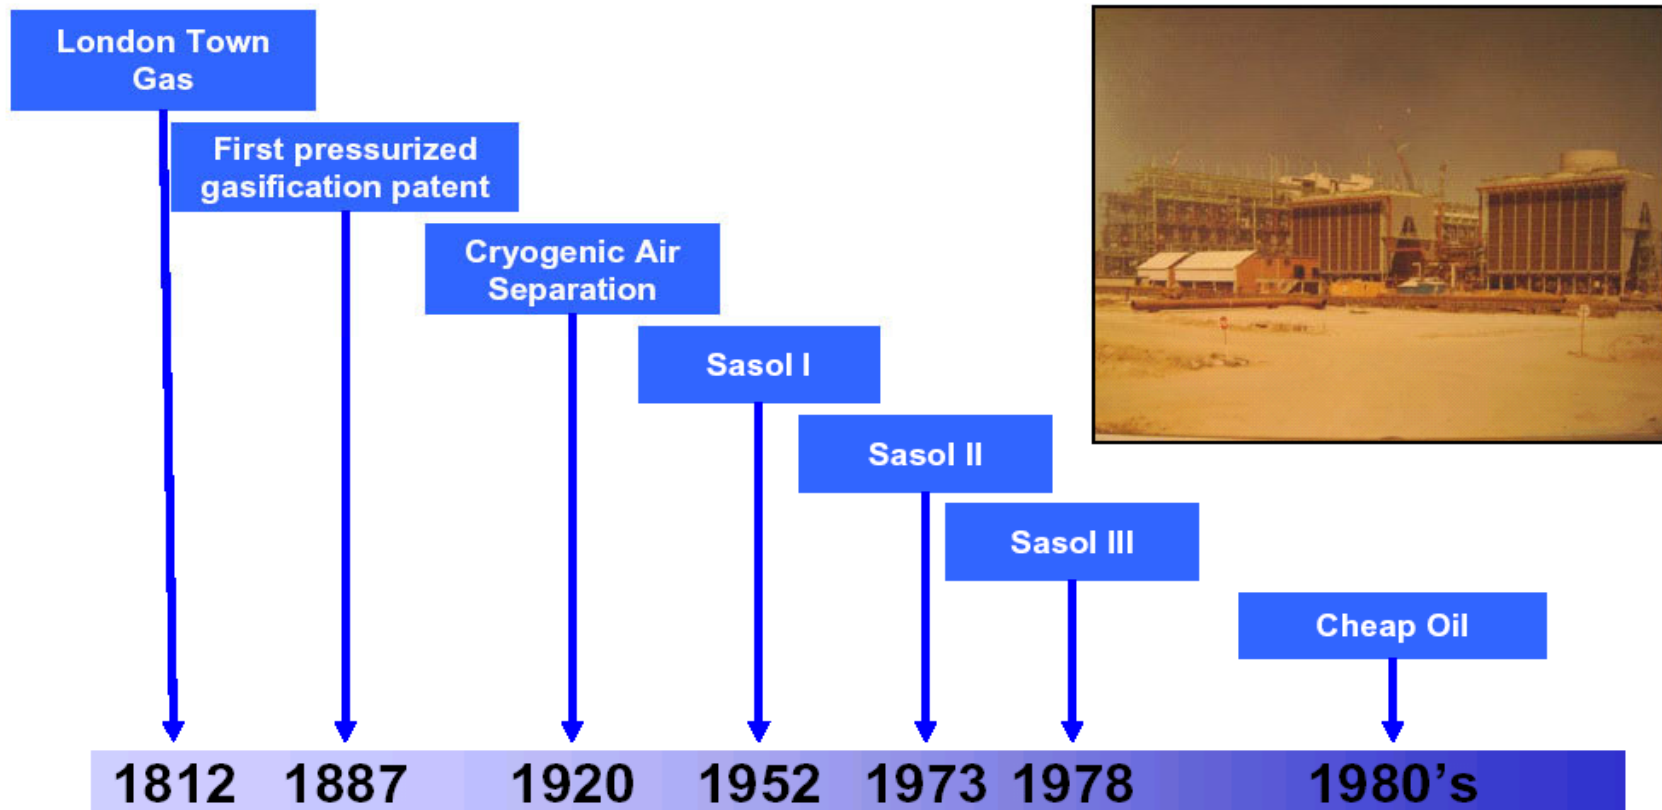 London Town
Gas
First pressurized
gasification patent
Cryogenic Air
Separation
Sasol I
Sasol II
Sasol III
Cheap Oil
1812 1887 1920 1952 1973 1978 1980's